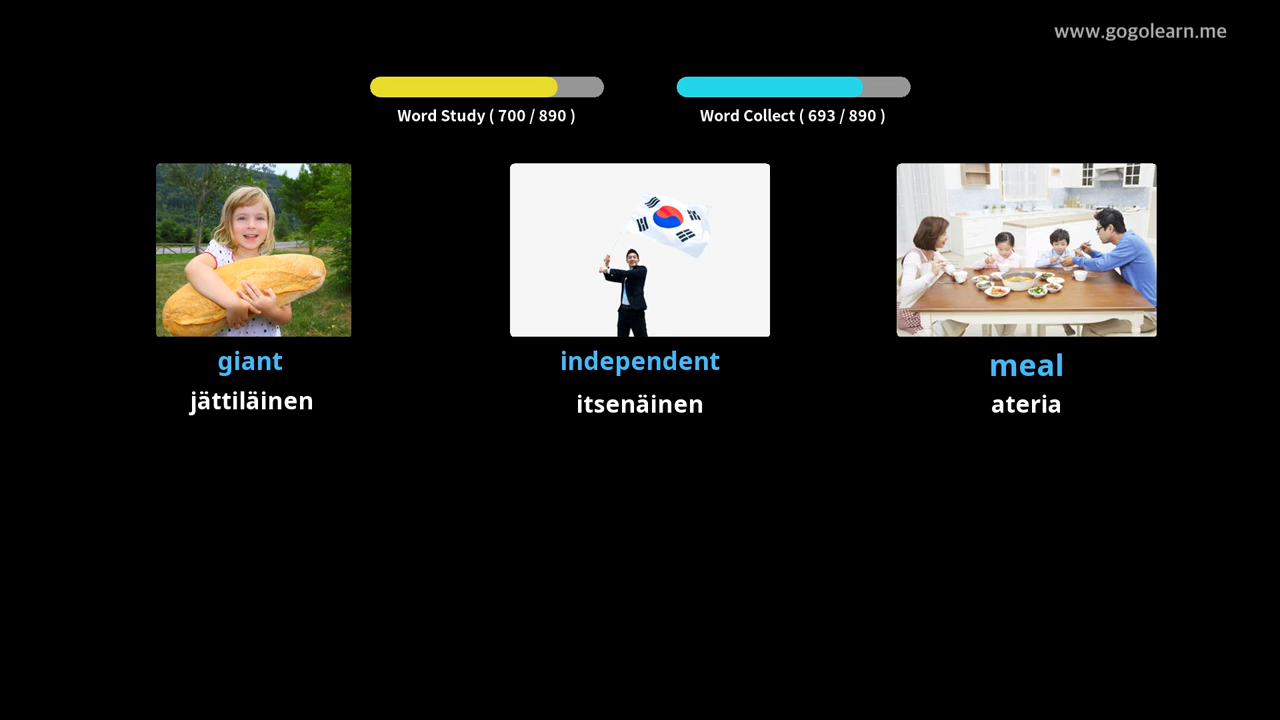 www.gogolearn.me
Word Study ( 700 / 890 )
Word Collect ( 693 / 890 )
giant
jättiläinen
independent
itsenäinen
meal
ateria